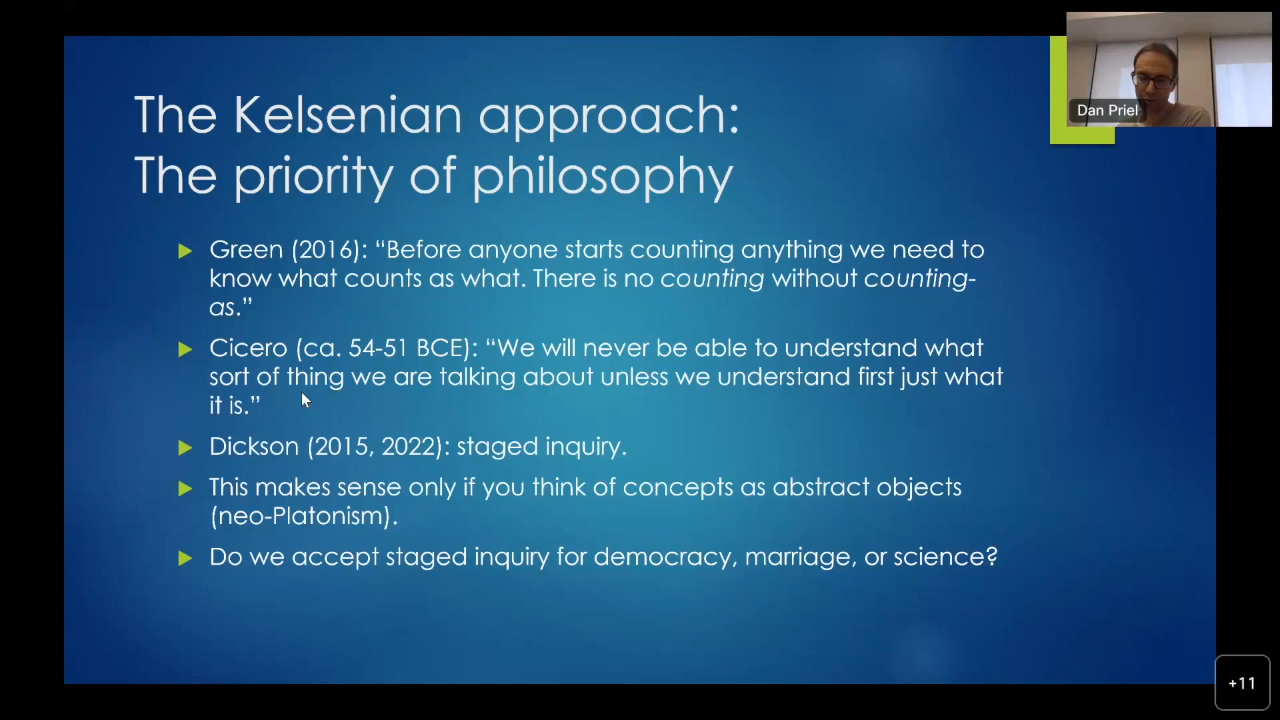 The Kelsenian approach:
The priority of philosophy
Dan Priel
Green (2016): “Before anyone starts counting anything we need to
know what counts as what. There is no counting without counting-
as.”
Cicero (ca. 54-51 BCE): “We will never be able to understand what
sort of thing we are talking about unless we understand first just what
it is.”
Dickson (2015, 2022): staged inquiry.
This makes sense only if you think of concepts as abstract objects
(neo-Platonism).
Do we accept staged inquiry for democracy, marriage, or science?
+11